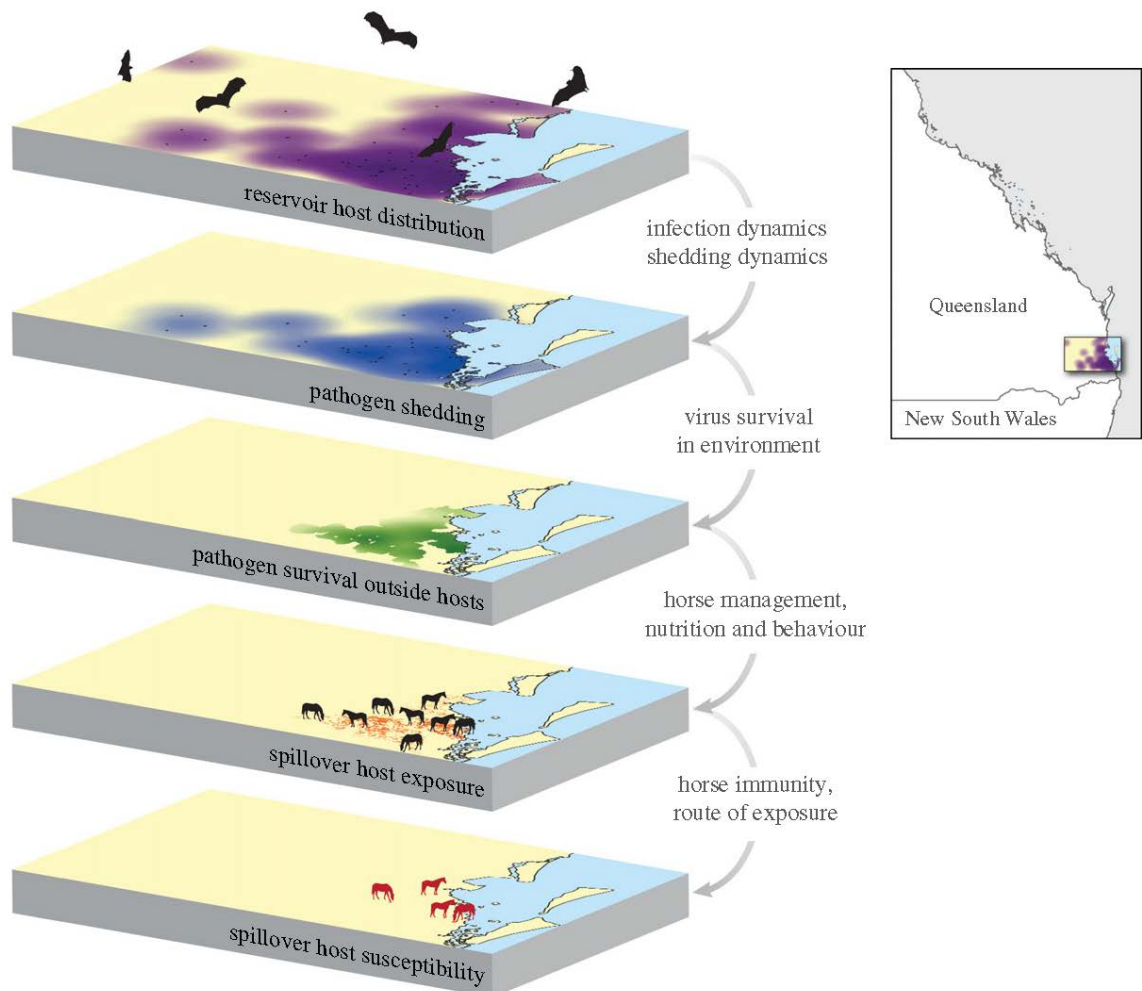 reservoir host distribution
infection dynamics
shedding dynamics
pathogen shedding
virus survival
in environment
pathogen survival outside hosts
horse management,
nutrition and behaviour
spillover host exposure
horse immunity,
route of exposure
spillover host susceptibility
Queensland
New South Wales